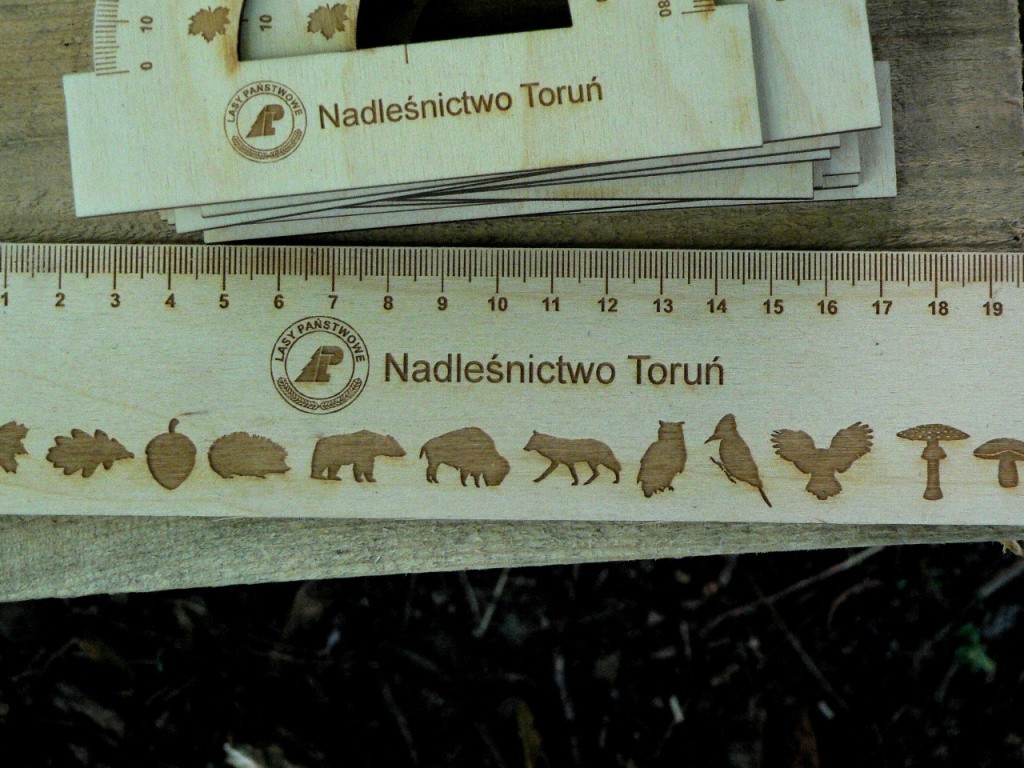 10
0
10
80
LASY PAŃSTWOWE
Nadleśnictwo Toruń
1 2 3 4 5 6 7 8 9 10 11 12 13 14 15 16 17 18 19
LASY PAŃSTWOWE
Nadleśnictwo Toruń